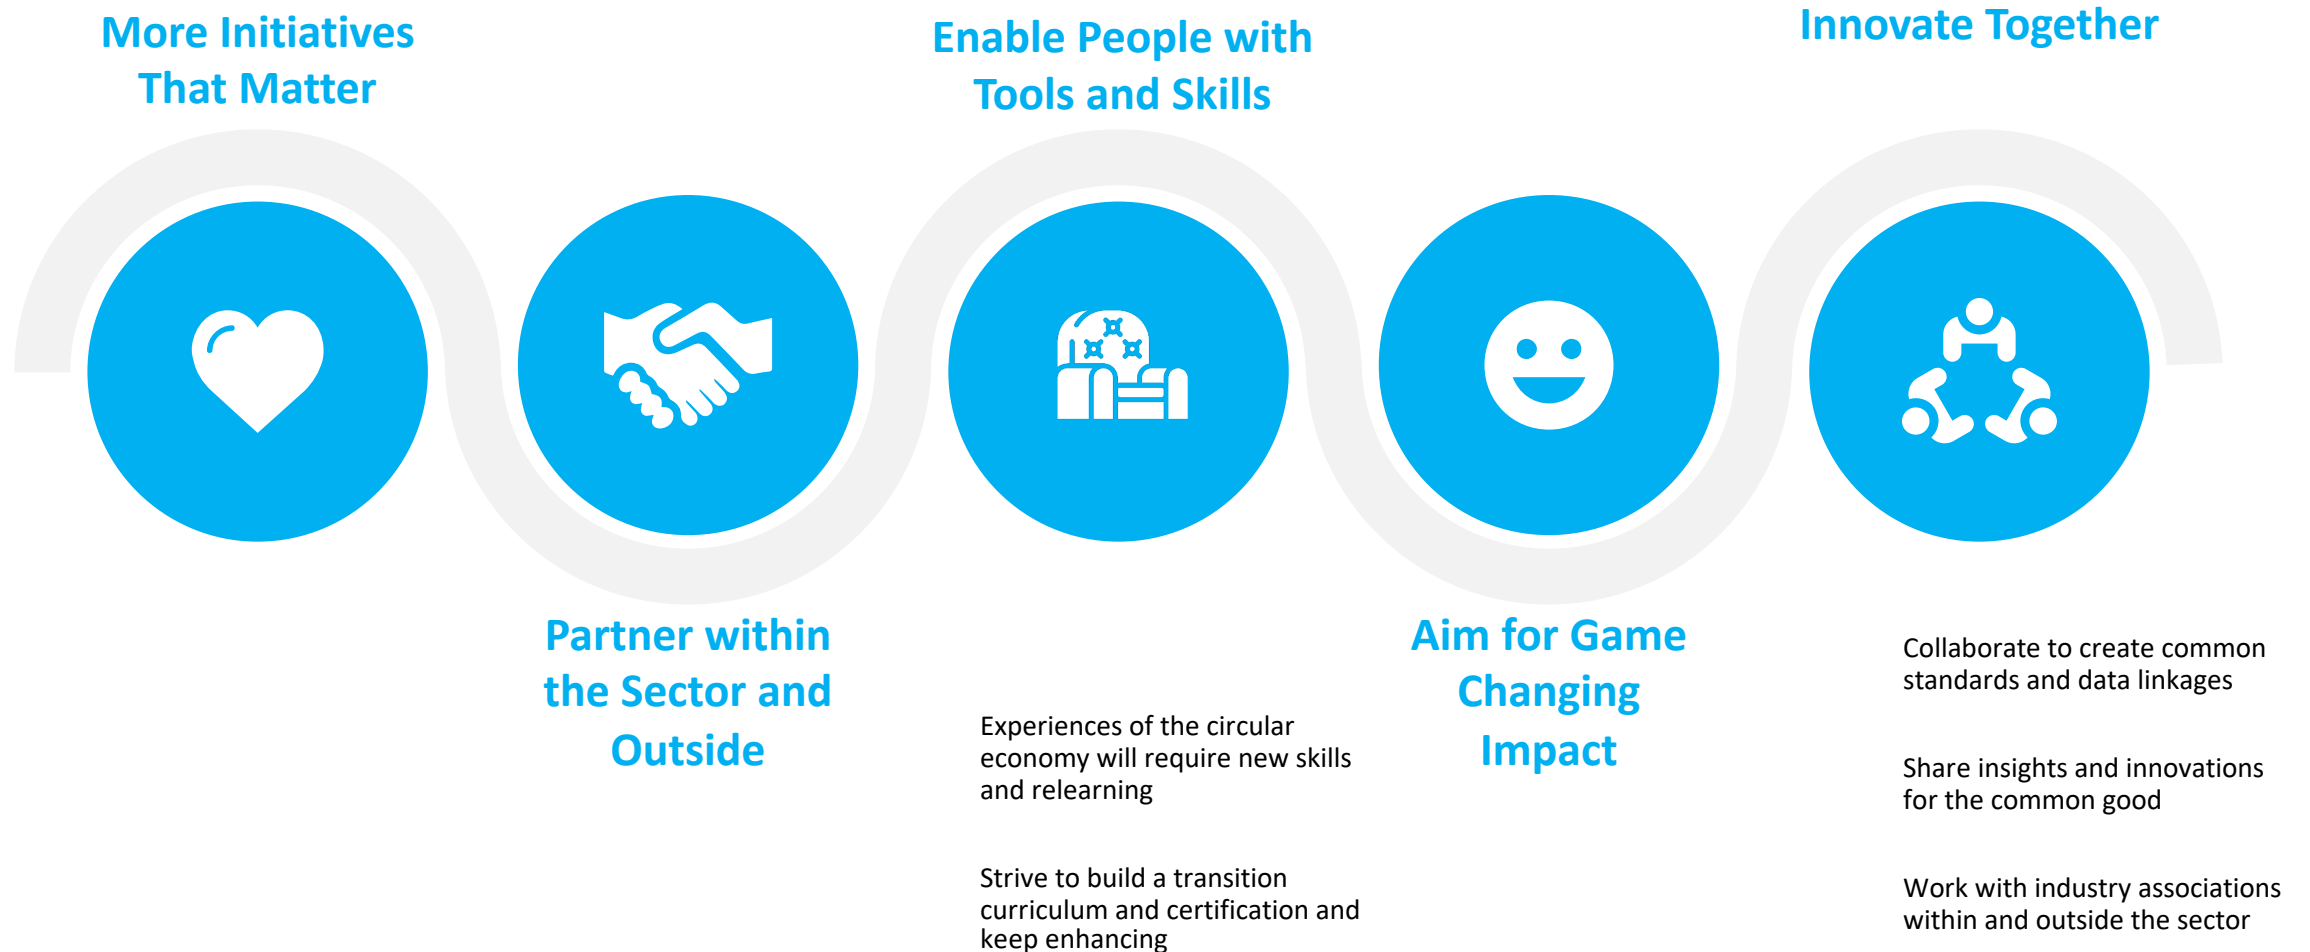 More Initiatives
That Matter
Enable People with
Tools and Skills
Innovate Together
Partner within
the Sector and
Outside
Aim for Game
Changing
Impact
Experiences of the circular
economy will require new skills
and relearning
Strive to build a transition
curriculum and certification and
keep enhancing
Collaborate to create common
standards and data linkages
Share insights and innovations
for the common good
Work with industry associations
within and outside the sector